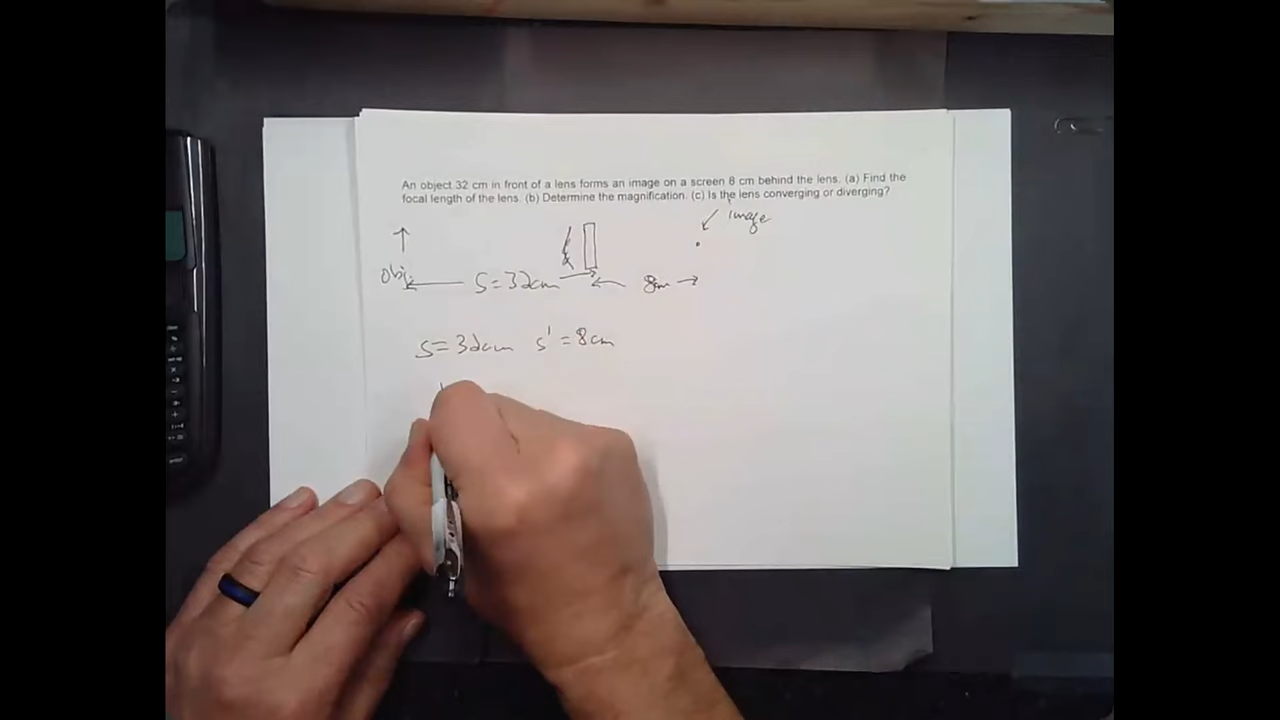 An object 32 cm in front of a lens forms an image on a screen 8 cm behind the lens. (a) Find the
focal length of the lens. (b) Determine the magnification. (c) Is the lens converging or diverging?
image
Obj.
S=32cm
8cm
S=32cm s' =8cm